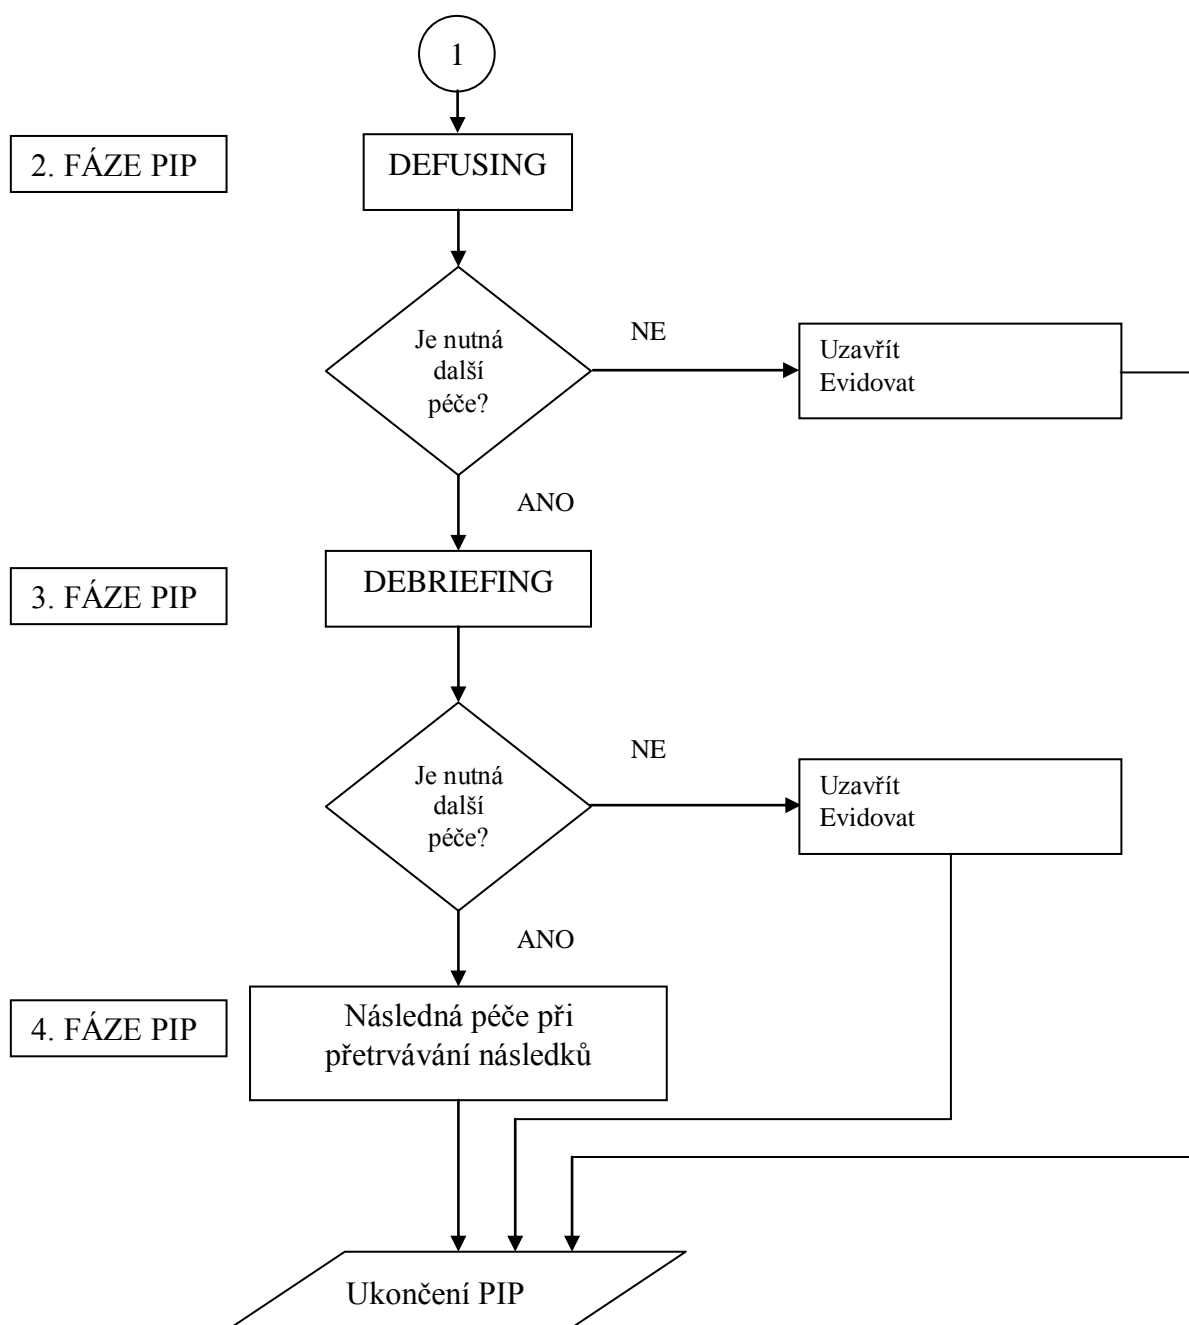 1
2. FÁZE PIP
DEFUSING
Je nutná
další
péče?
NE
Uzavřít
Evidovat
ANO
3. FÁZE PIP
DEBRIEFING
Je nutná
další
péče?
NE
Uzavřít
Evidovat
ANO
4. FÁZE PIP
Následná péče při
přetrvávání následků
Ukončení PIP